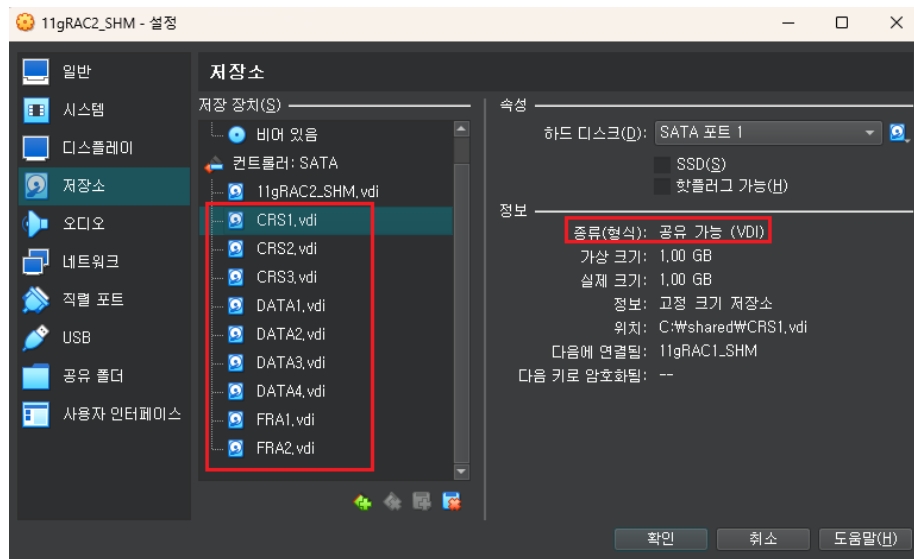 11gRAC2_SHM - 설정
일반
시스템
디스플레이
저장소
오디오
네트워크
직렬 포트
USB
공유 폴더
사용자 인터페이스
저장소
저장 장치(S)
비어 있음
컨트롤러: SATA
11gRAC2_SHM.vdi
CRS1.vdi
CRS2.vdi
CRS3.vdi
DATA1.vdi
DATA2.vdi
DATA3.vdi
DATA4.vdi
FRA1.vdi
FRA2.vdi
속성
하드 디스크(D): SATA 포트 1
SSD(S)
핫플러그 가능(H)
정보
종류(형식): 공유 가능 (VDI)
가상 크기: 1.00 GB
실제 크기: 1.00 GB
정보: 고정 크기 저장소
위치: C:₩shared₩CRS1.vdi
다음에 연결됨: 11gRAC1_SHM
다음 키로 암호화됨: --
확인 취소 도움말(H)